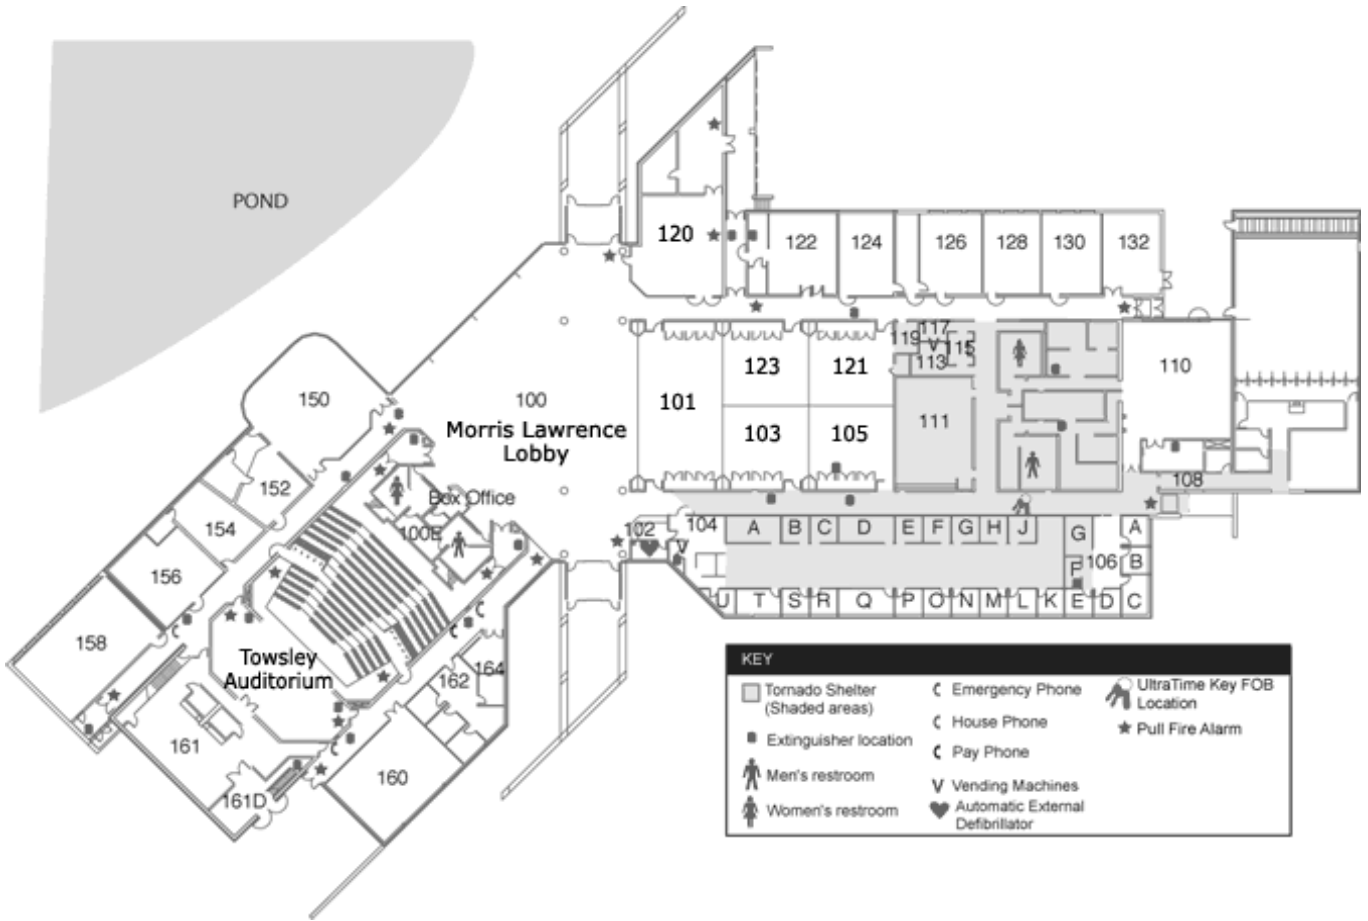 POND
120
122
124
126
128
130
132
117
119
V
115
113
123
121
110
150
100
101
111
Morris Lawrence
Lobby
103
105
152
Box Office
108
154
100E
102
104
A
B
C
D
E
F
G
H
J
G
A
V
156
F
106
B
U
T
S
R
Q
P
O
N
M
L
K
E
D
C
158
Towsley
Auditorium
164
162
161
160
161D
KEY
Tornado Shelter
(Shaded areas)
Extinguisher location
Men's restroom
Women's restroom
Emergency Phone
House Phone
Pay Phone
V Vending Machines
Automatic External
Defibrillator
UltraTime Key FOB
Location
Pull Fire Alarm